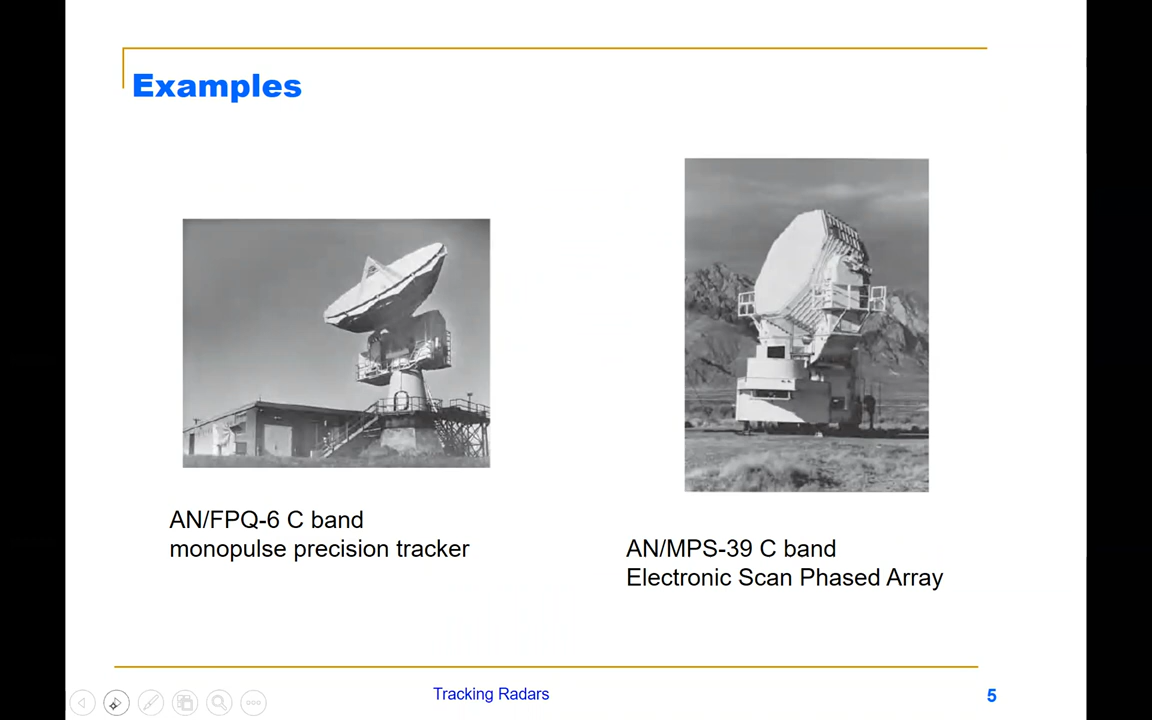 Examples
AN/FPQ-6 C band
monopulse precision tracker
AN/MPS-39 C band
Electronic Scan Phased Array
Tracking Radars
5